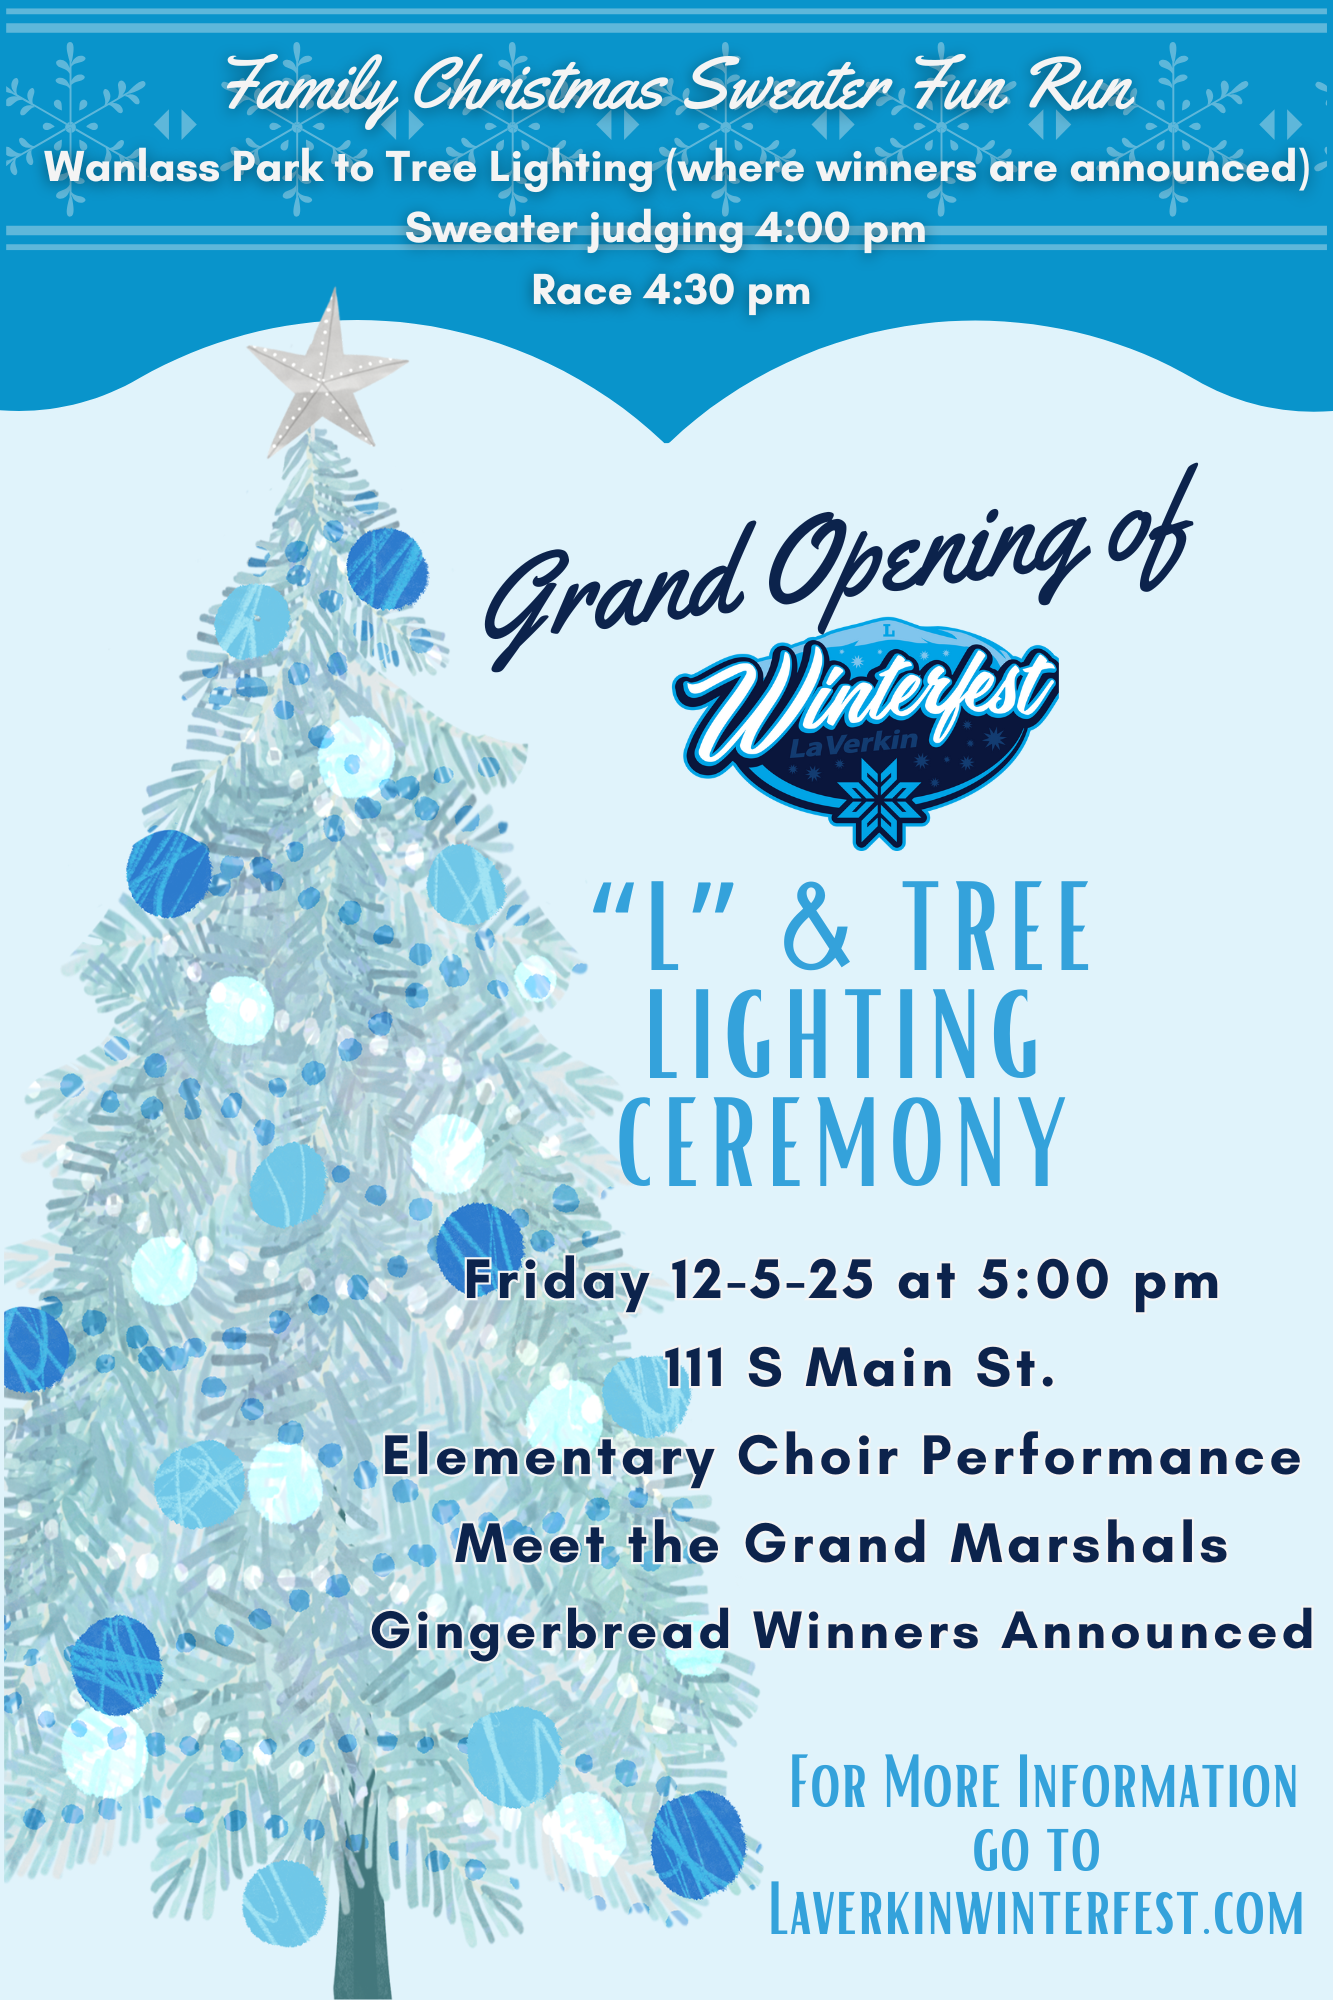 Family Christmas Sweater Fun Run
Wanlass Park to Tree Lighting (where winners are announced)
Sweater judging 4:00 pm
Race 4:30 pm
Grand Opening of
L
Winterfest
LaVerkin
“L” & TREE
LIGHTING
CEREMONY
Friday 12-5-25 at 5:00 pm
111 S Main St.
Elementary Choir Performance
Meet the Grand Marshals
Gingerbread Winners Announced
For More Information
go to
Laverkinwinterfest.com